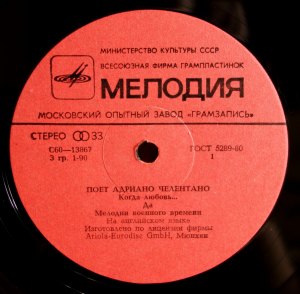 МИНИСТЕРСТВО КУЛЬТУРЫ СССР
ВСЕСОЮЗНАЯ ФИРМА ГРАМПЛАСТИНОК
МЕЛОДИЯ
МОСКОВСКИЙ ОПЫТНЫЙ ЗАВОД «ГРАМЗАПИСЬ»
СТЕРЕО 33
С60—13867 ГОСТ 5289-80
3 гр. 1-90 1
ПОЕТ АДРИАНО ЧЕЛЕНТАНО
Когда любовь...
Да
Мелодия военного времени
На английском языке
Изготовлено по лицензии фирмы
Ariola-Eurodisc GmbH, Мюнхен